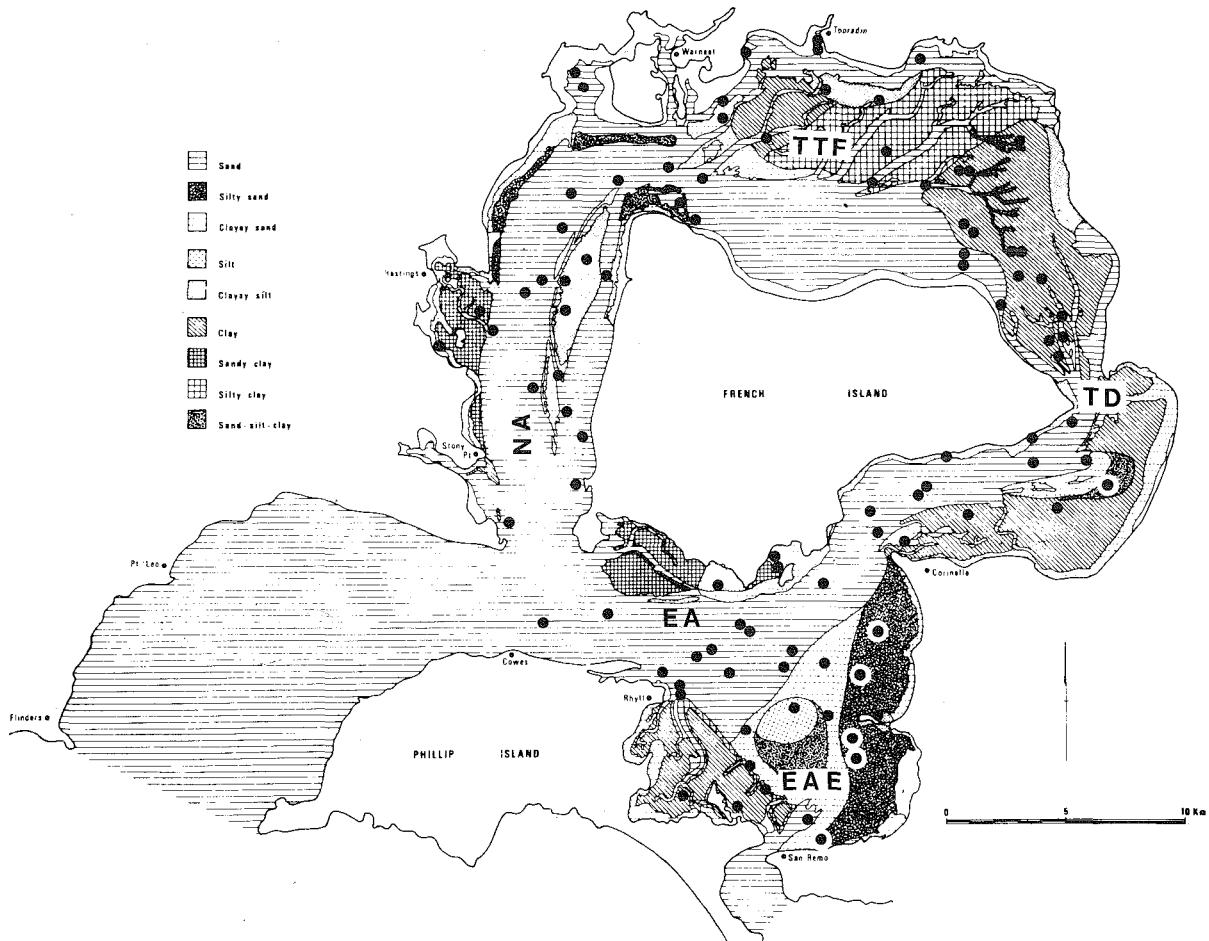 Tooradin
Warneet
Sand
Silty sand
Clayey sand
Silt
Clayey silt
Clay
Sandy clay
Silty clay
Sand-silt-clay
TTF
Hastings
FRENCH ISLAND
TD
NA
Stony Pt
Pt Leo
Corinella
EA
Cowes
Rhyll
Flinders
PHILLIP ISLAND
EAE
San Remo
0 5 10 Km